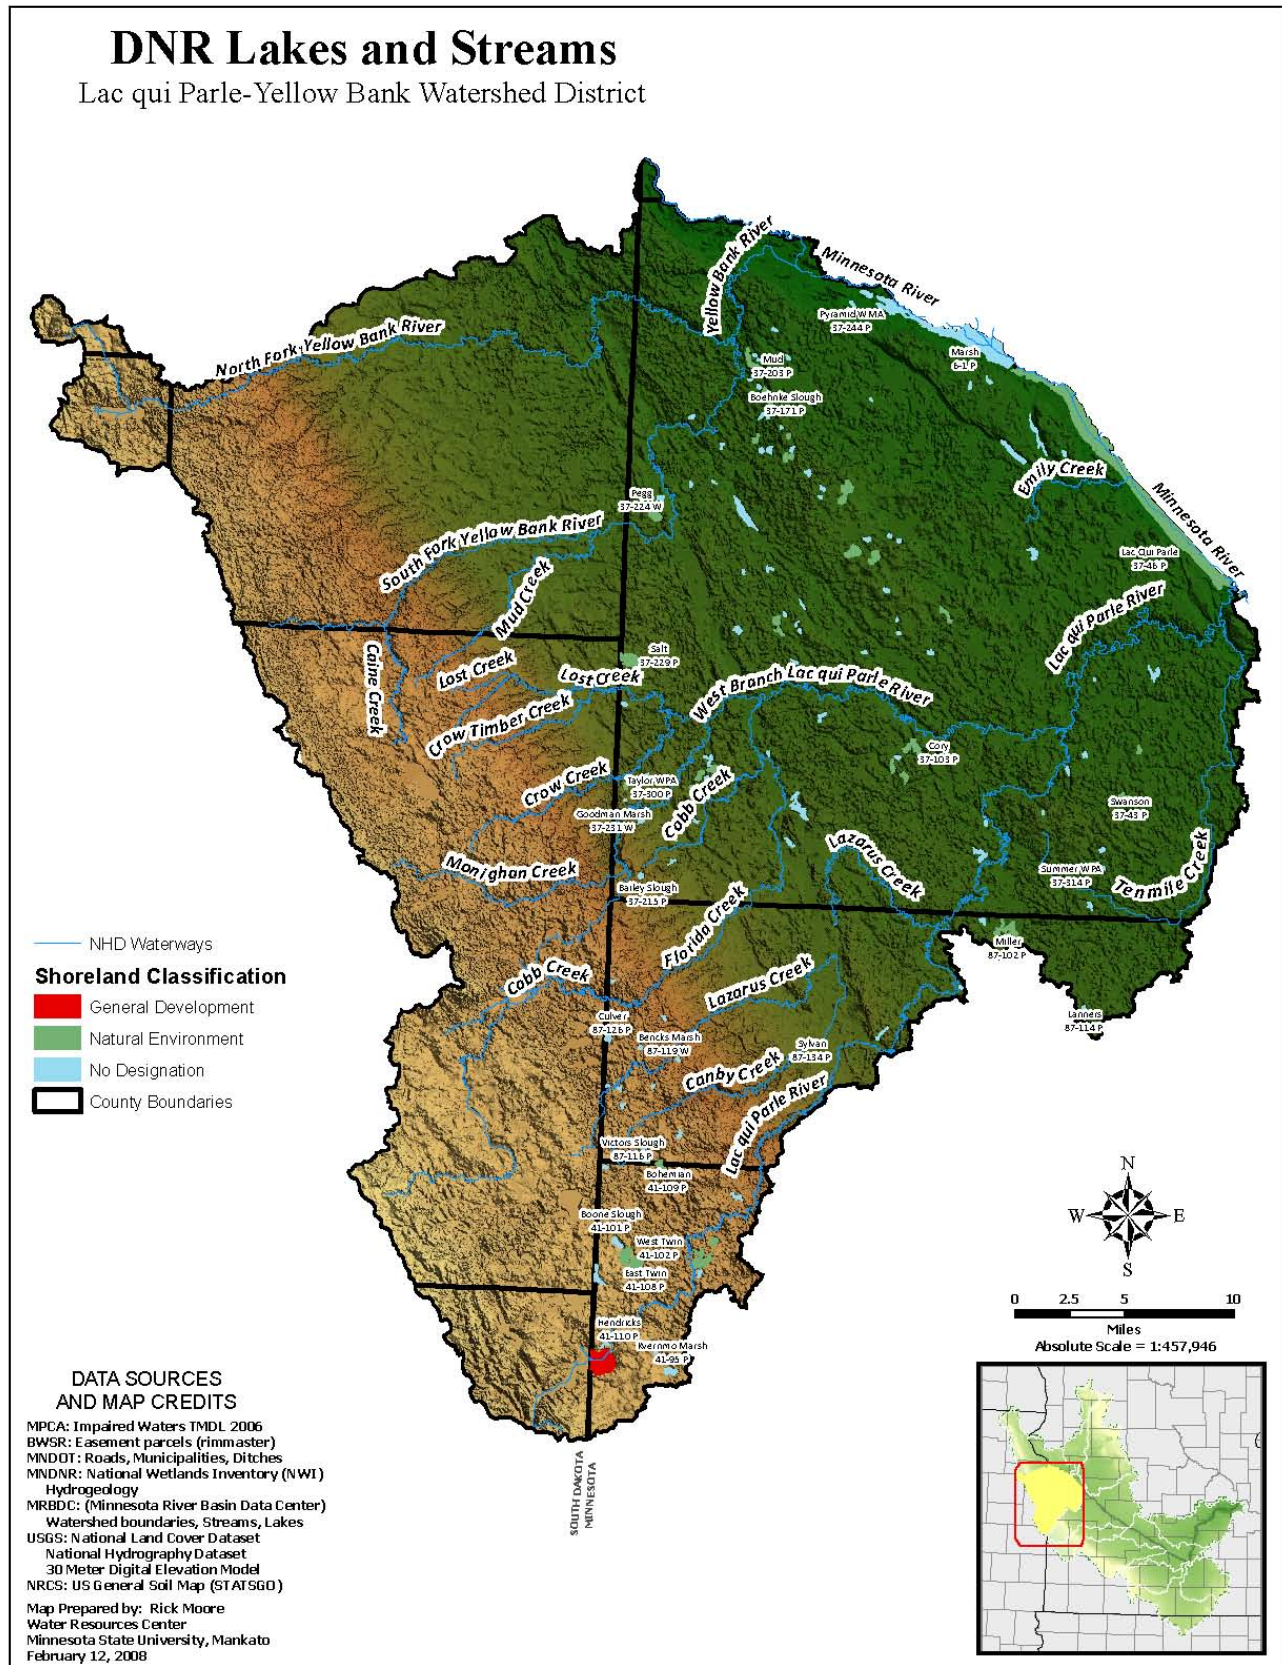 DNR Lakes and Streams
Lac qui Parle-Yellow Bank Watershed District
Yellow Bank River
Minnesota River
North Fork Yellow Bank River
Pyramid WMA
37-244 P
Marsh
6-1 P
Mud
37-203 P
Boehnke Slough
37-171 P
Emily Creek
Minnesota River
Pegg
37-224 W
South Fork Yellow Bank River
Mud Creek
Lac Qui Parle
37-46 P
Lac qui Parle River
Caine Creek
Lost Creek
Lost Creek
Salt
37-229 P
West Branch Lac qui Parle River
Crow Timber Creek
Cory
37-103 P
Crow Creek
Taylor WPA
37-300 P
Cobb Creek
Goodman Marsh
37-231 W
Swanson
37-43 P
Lazarus Creek
Monighan Creek
Summer WPA
37-314 P
Tenmile Creek
Bailey Slough
37-215 P
Florida Creek
Miller
87-102 P
Cobb Creek
Lazarus Creek
Culver
87-126 P
Lanners
87-114 P
Bencks Marsh
87-119 W
Sylvan
87-134 P
Canby Creek
Lac qui Parle River
Victors Slough
87-116 P
Bohemian
41-109 P
Boone Slough
41-101 P
West Twin
41-102 P
East Twin
41-108 P
Hendricks
41-110 P
Kvernmo Marsh
41-95 P
SOUTH DAKOTA
MINNESOTA
NHD Waterways
Shoreland Classification
General Development
Natural Environment
No Designation
County Boundaries
N
W
E
S
0 2.5 5 10
Miles
Absolute Scale = 1:457,946
DATA SOURCES
AND MAP CREDITS
MPCA: Impaired Waters TMDL 2006
BWSR: Easement parcels (rimmaster)
MNDOT: Roads, Municipalities, Ditches
MNDNR: National Wetlands Inventory (NWI)
Hydrogeology
MRBDC: (Minnesota River Basin Data Center)
Watershed boundaries, Streams, Lakes
USGS: National Land Cover Dataset
National Hydrography Dataset
30 Meter Digital Elevation Model
NRCS: US General Soil Map (STATSGO)
Map Prepared by: Rick Moore
Water Resources Center
Minnesota State University, Mankato
February 12, 2008